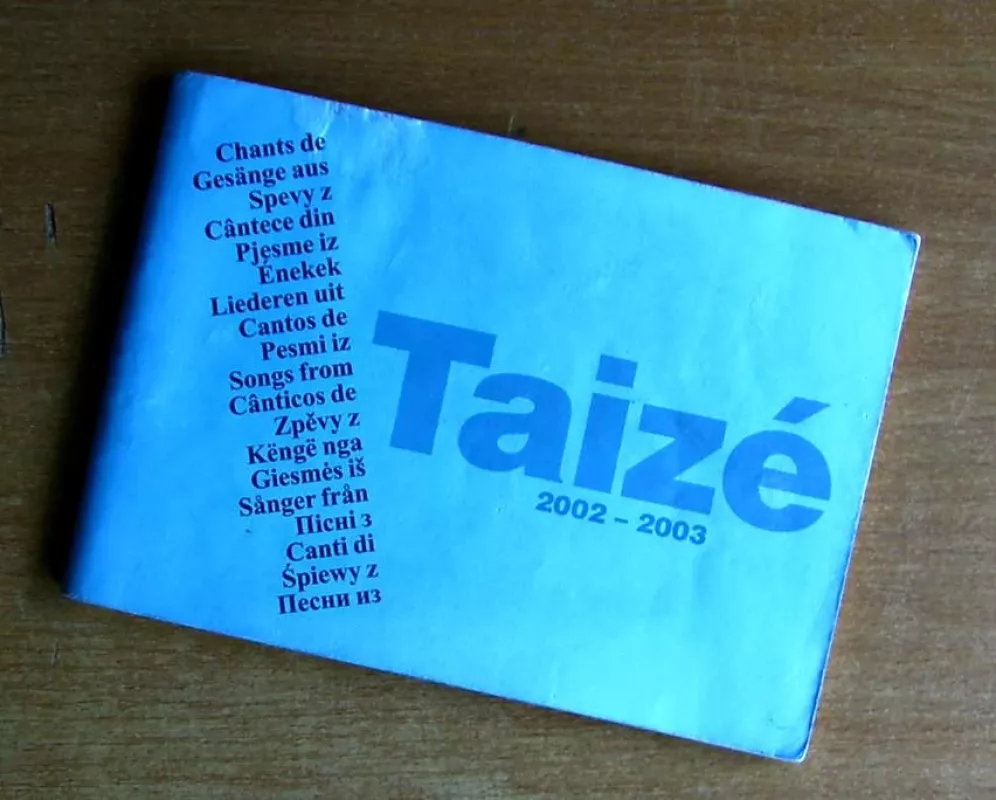 Chants de
Gesänge aus
Spevy z
Cântece din
Pjesme iz
Énekek
Liederen uit
Cantos de
Pesmi iz
Songs from
Cânticos de
Zpěvy z
Këngë nga
Giesmės iš
Sånger från
Пісні з
Canti di
Śpiewy z
Песни из
Taizé
2002 – 2003